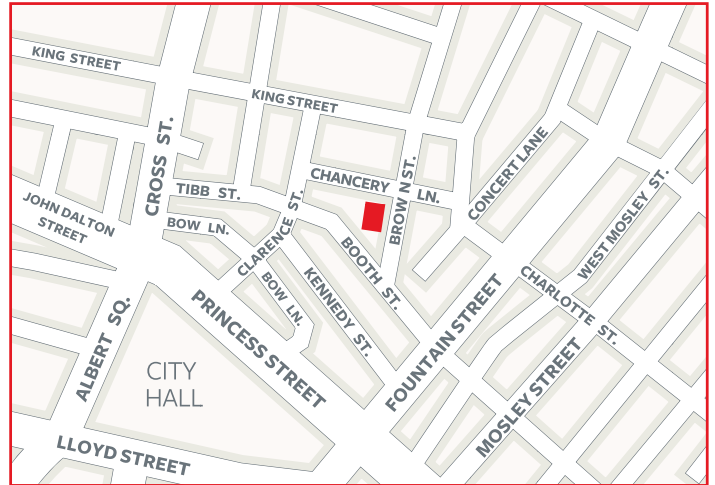 KING STREET
KING STREET
CROSS ST.
CHANCERY LN.
BROWN ST.
CONCERT LANE
TIBB ST.
JOHN DALTON
STREET
BOW LN.
CLARENCE ST.
WEST MOSLEY ST.
BOOTH ST.
BOW LN.
KENNEDY ST.
CHARLOTTE ST.
PRINCESS STREET
FOUNTAIN STREET
ALBERT SQ.
CITY
HALL
MOSLEY STREET
LLOYD STREET